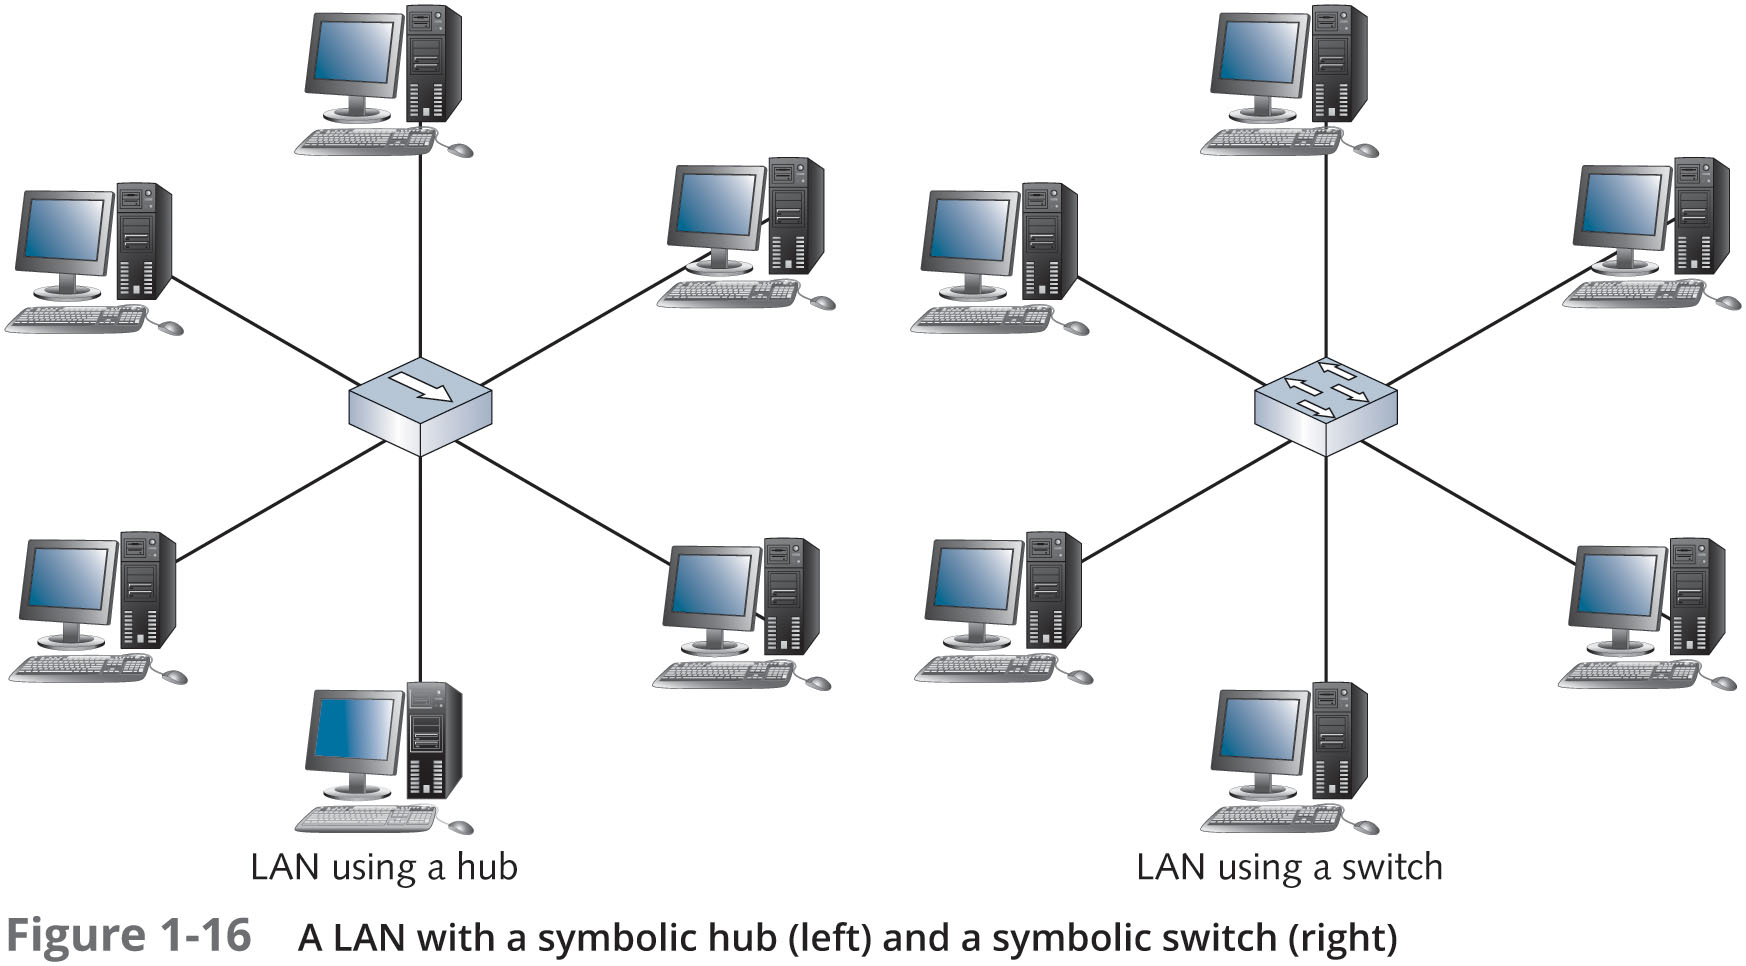 LAN using a hub
LAN using a switch
Figure 1-16 A LAN with a symbolic hub (left) and a symbolic switch (right)